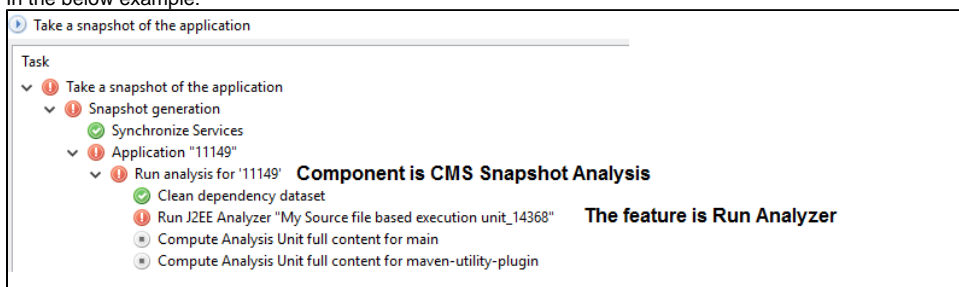 In the below example:
Take a snapshot of the application
Task
Take a snapshot of the application
Snapshot generation
Synchronize Services
Application "11149"
Run analysis for '11149' Component is CMS Snapshot Analysis
Clean dependency dataset
Run J2EE Analyzer "My Source file based execution unit_14368" The feature is Run Analyzer
Compute Analysis Unit full content for main
Compute Analysis Unit full content for maven-utility-plugin